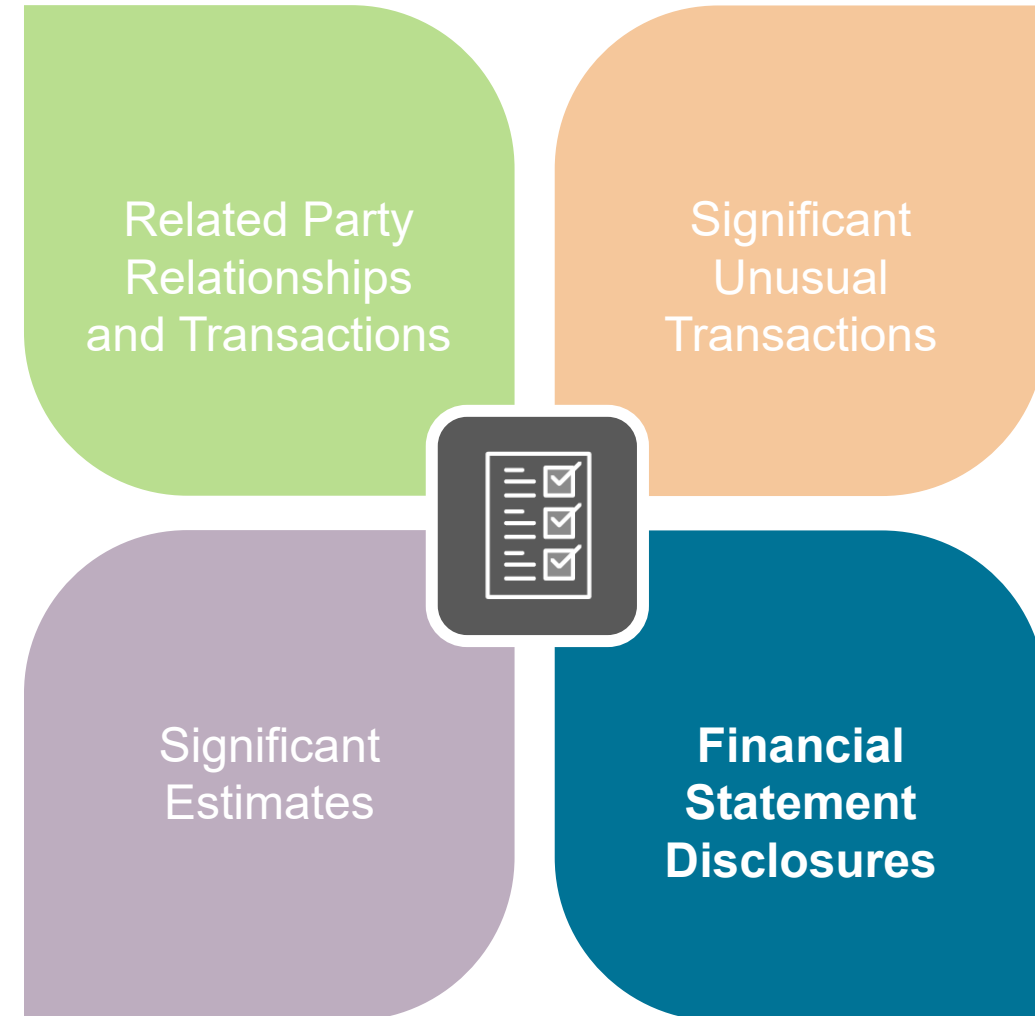 Related Party
Relationships
and Transactions
Significant
Unusual
Transactions
Significant
Estimates
Financial
Statement
Disclosures